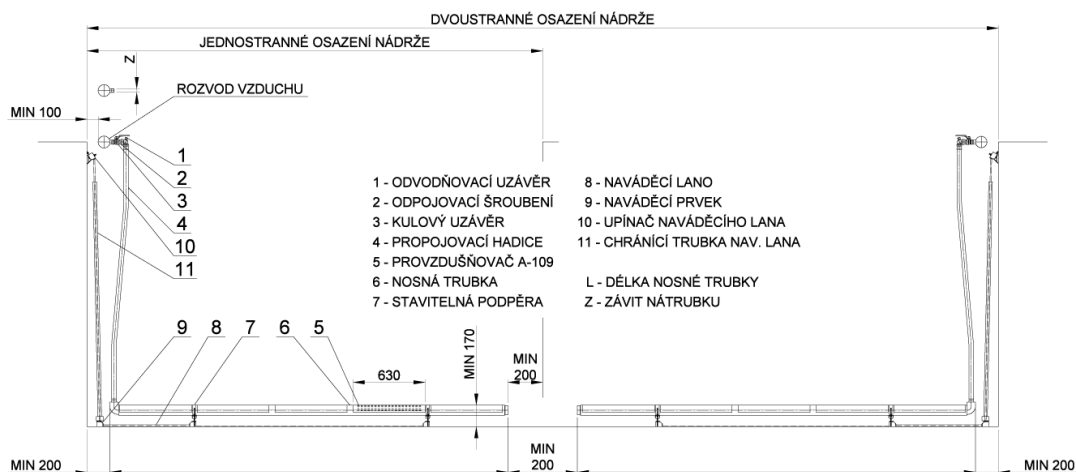 DVOUSTRANNÉ OSAZENÍ NÁDRŽE
JEDNOSTRANNÉ OSAZENÍ NÁDRŽE
Z
ROZVOD VZDUCHU
MIN 100
1
2
3
4
10
11
1 - ODVODŇOVACÍ UZÁVĚR
2 - ODPOJOVACÍ ŠROUBENÍ
3 - KULOVÝ UZÁVĚR
4 - PROPOJOVACÍ HADICE
5 - PROVZDUŠŇOVAČ A-109
6 - NOSNÁ TRUBKA
7 - STAVITELNÁ PODPĚRA
8 - NAVÁDĚCÍ LANO
9 - NAVÁDĚCÍ PRVEK
10 - UPÍNAČ NAVÁDĚCÍHO LANA
11 - CHRÁNÍCÍ TRUBKA NAV. LANA
L - DÉLKA NOSNÉ TRUBKY
Z - ZÁVIT NÁTRUBKU
9
8
7
6
5
630
MIN 170
MIN
200
MIN 200
MIN
200
MIN 200